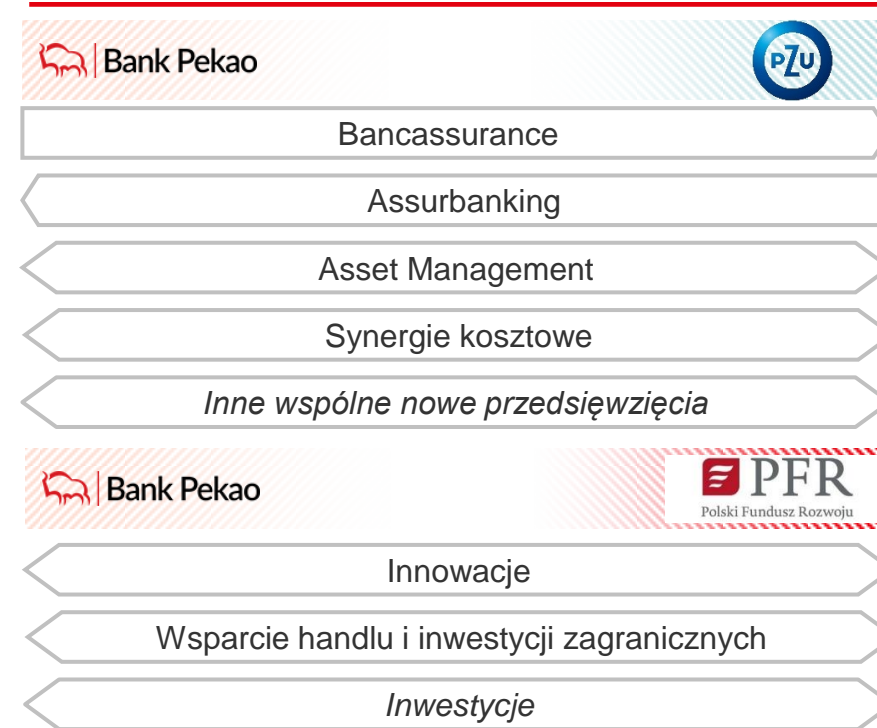 Bank Pekao
PZU
Bancassurance
Assurbanking
Asset Management
Synergie kosztowe
Inne wspólne nowe przedsięwzięcia
Bank Pekao
PFR
Polski Fundusz Rozwoju
Innowacje
Wsparcie handlu i inwestycji zagranicznych
Inwestycje